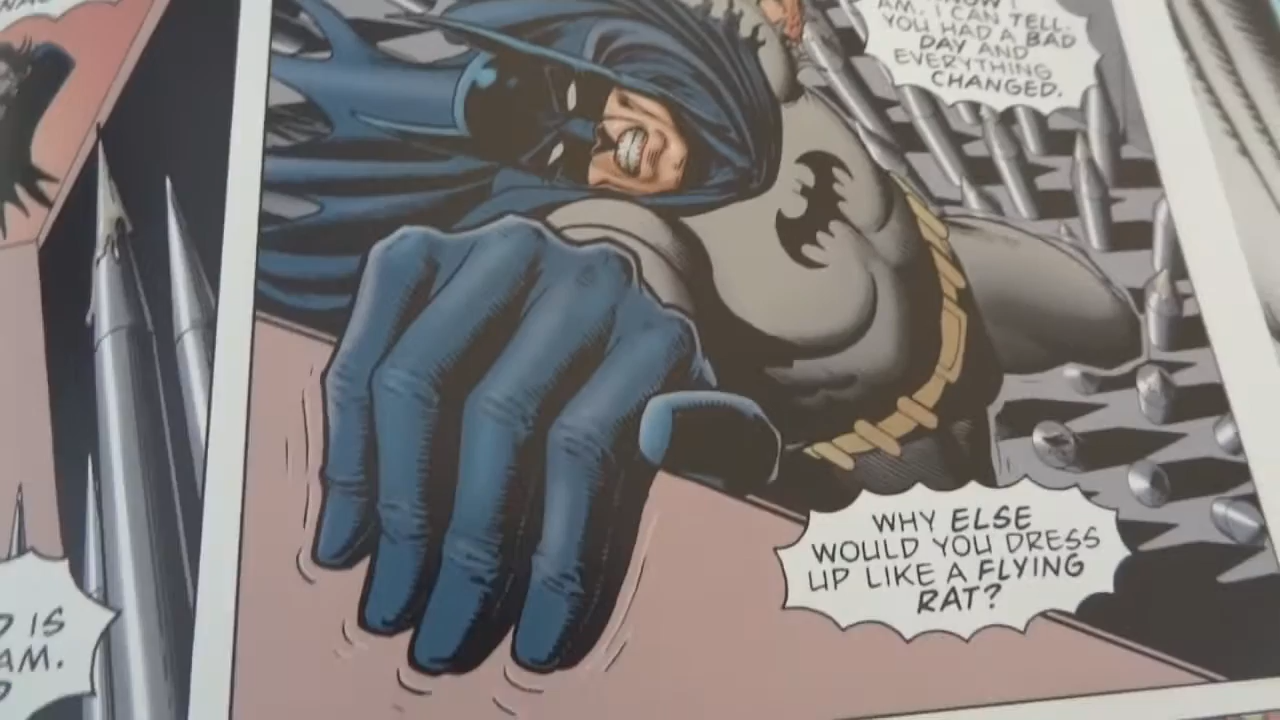 AM. I CAN TELL.
YOU HAD A BAD
DAY AND
EVERYTHING
CHANGED.
WHY ELSE
WOULD YOU DRESS
UP LIKE A FLYING
RAT?
IS
AM.